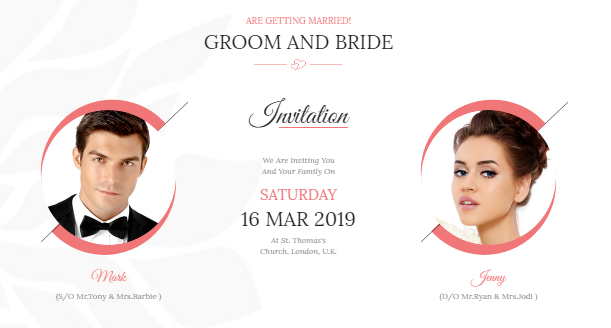 ARE GETTING MARRIED!
GROOM AND BRIDE
Invitation
We Are Inviting You
And Your Family On
SATURDAY
16 MAR 2019
At St. Thomas's
Church, London, U.K.
Mark
(S/O Mr.Tony & Mrs.Barbie )
Jenny
(D/O Mr.Ryan & Mrs.Jodi )